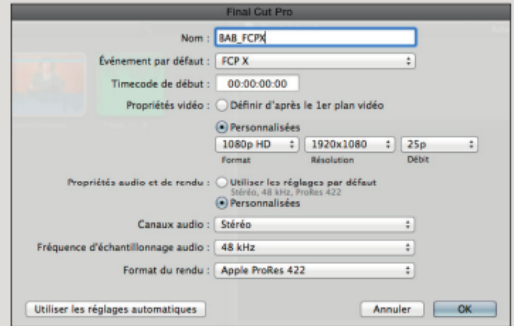 Final Cut Pro
Nom : BAB_FCPX
Événement par défaut : FCP X
Timecode de début : 00:00:00:00
Propriétés vidéo : Définir d'après le 1er plan vidéo
Personnalisées
1080p HD 1920x1080 25p
Format Résolution Débit
Propriétés audio et de rendu : Utiliser les réglages par défaut
Stéréo, 48 kHz, ProRes 422
Personnalisées
Canaux audio : Stéréo
Fréquence d'échantillonnage audio : 48 kHz
Format du rendu : Apple ProRes 422
Utiliser les réglages automatiques Annuler OK